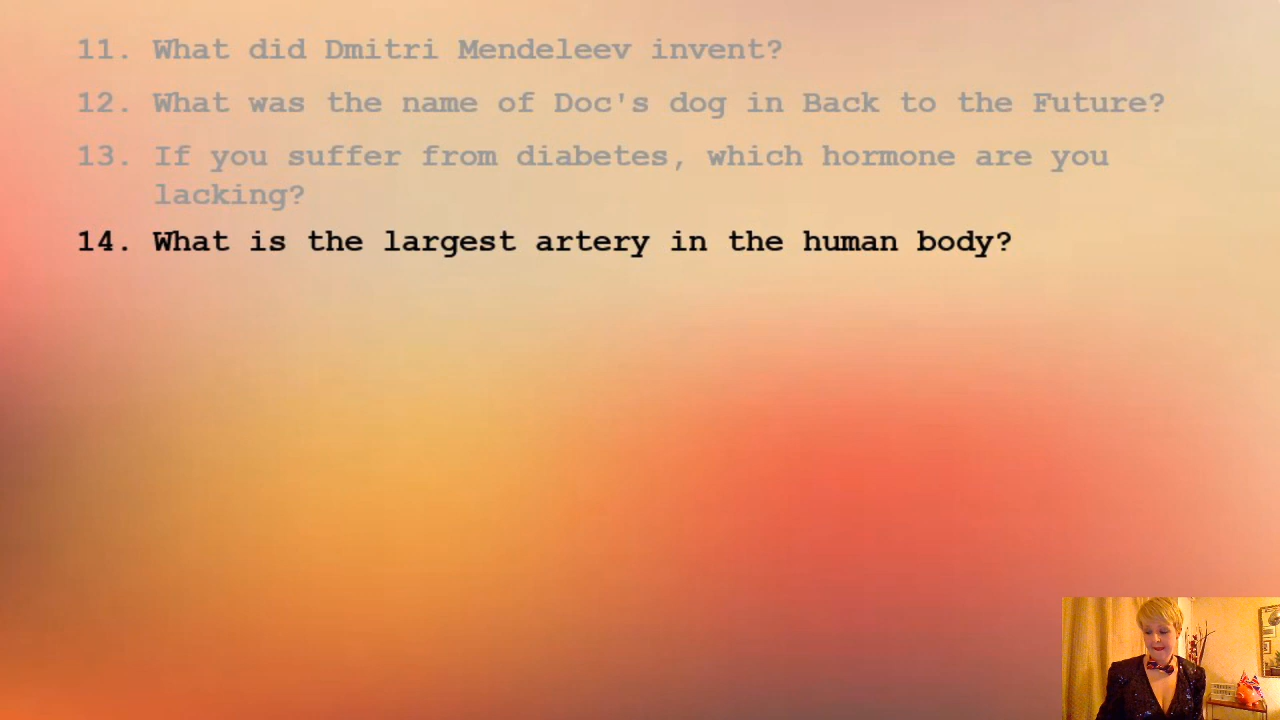 11. What did Dmitri Mendeleev invent?
12. What was the name of Doc's dog in Back to the Future?
13. If you suffer from diabetes, which hormone are you
lacking?
14. What is the largest artery in the human body?